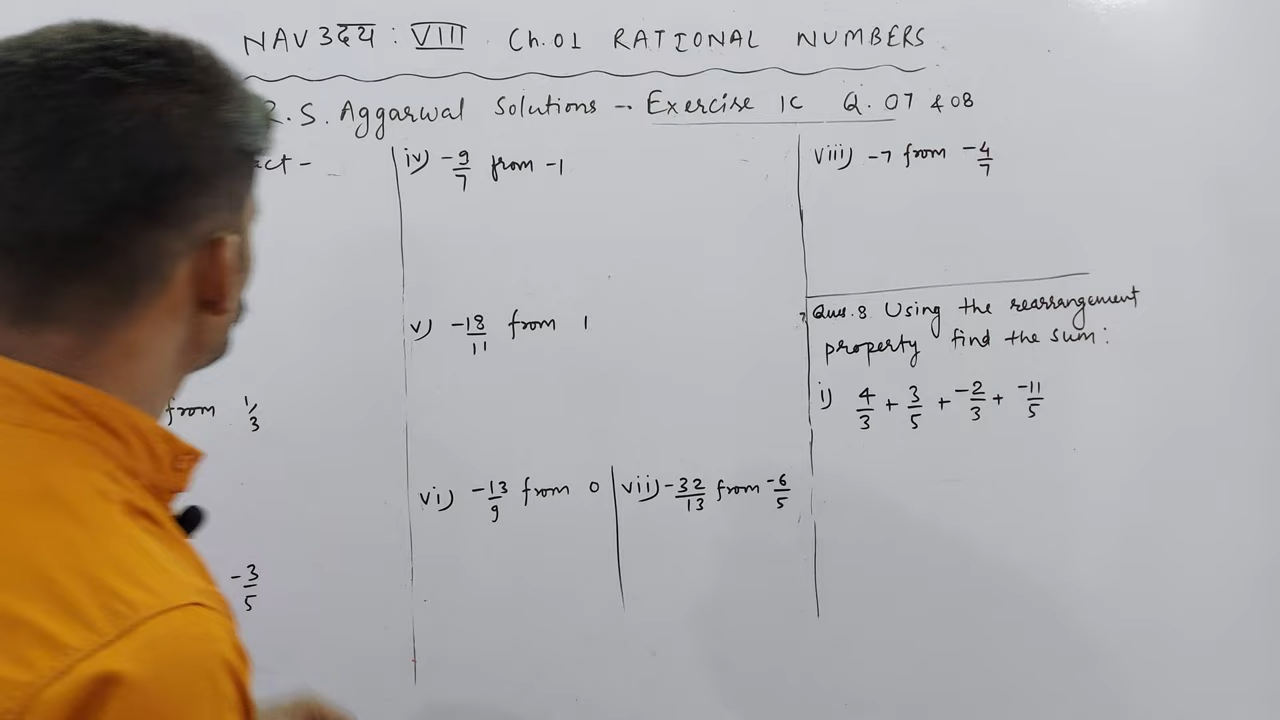 NAV उदय : VIII Ch.01 RATIONAL NUMBERS
R.S. Aggarwal Solutions -- Exercise 1C Q. 07 & 08
act -
from 1/3
-3/5
iv) -9/7 from -1
v) -18/11 from 1
vi) -13/9 from 0
vii) -32/13 from -6/5
viii) -7 from -4/7
Ques.8 Using the rearrangement
property find the sum:
i) 4/3 + 3/5 + -2/3 + -11/5